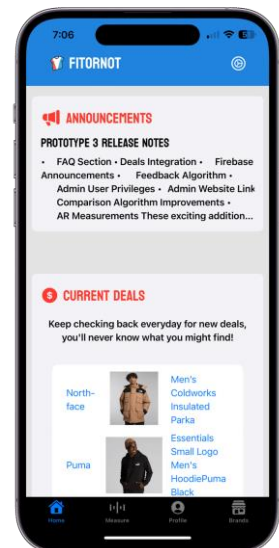 7:06
FITORNOT
ANNOUNCEMENTS
PROTOTYPE 3 RELEASE NOTES
• FAQ Section • Deals Integration • Firebase
Announcements • Feedback Algorithm •
Admin User Privileges • Admin Website Link
Comparison Algorithm Improvements •
AR Measurements These exciting addition...
$ CURRENT DEALS
Keep checking back everyday for new deals,
you'll never know what you might find!
North-
face
Men's
Coldworks
Insulated
Parka
Puma
Essentials
Small Logo
Men's
HoodiePuma
Black
Home
Measure
Profile
Brands